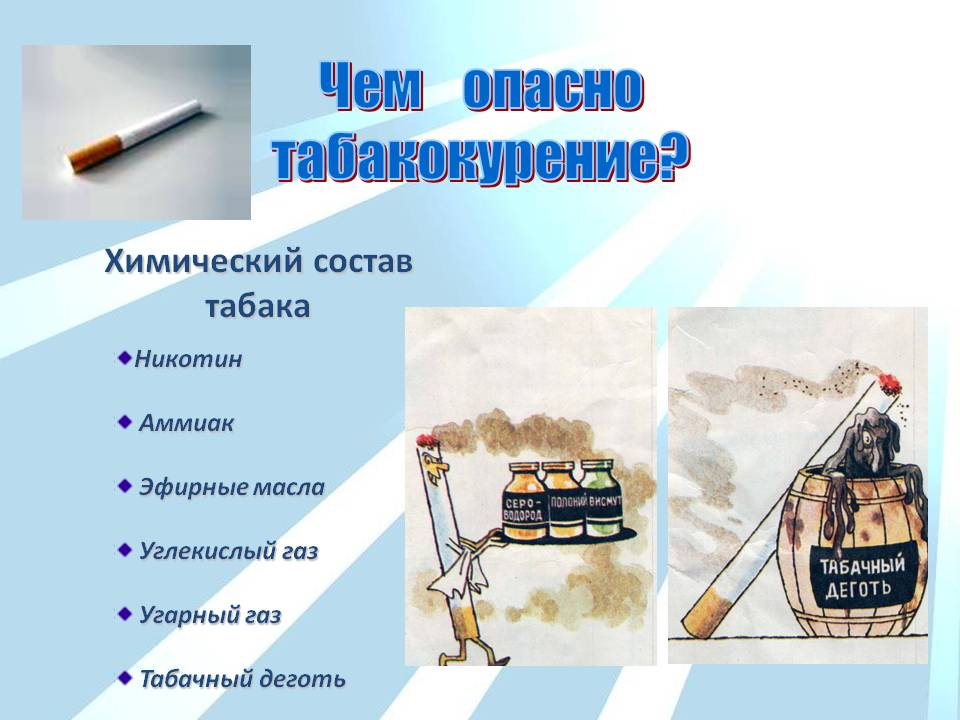 Чем опасно
табакокурение?
Химический состав
табака
Никотин
Аммиак
Эфирные масла
Углекислый газ
Угарный газ
Табачный деготь
СЕРО-
ВОДОРОД
ПОЛОНИЙ
ВИСМУТ
ТАБАЧНЫЙ
ДЕГОТЬ